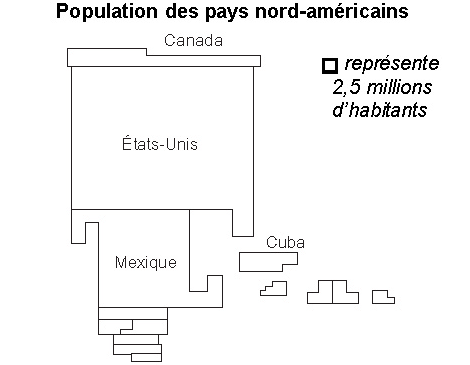 Population des pays nord-américains
Canada
représente
2,5 millions
d'habitants
États-Unis
Cuba
Mexique